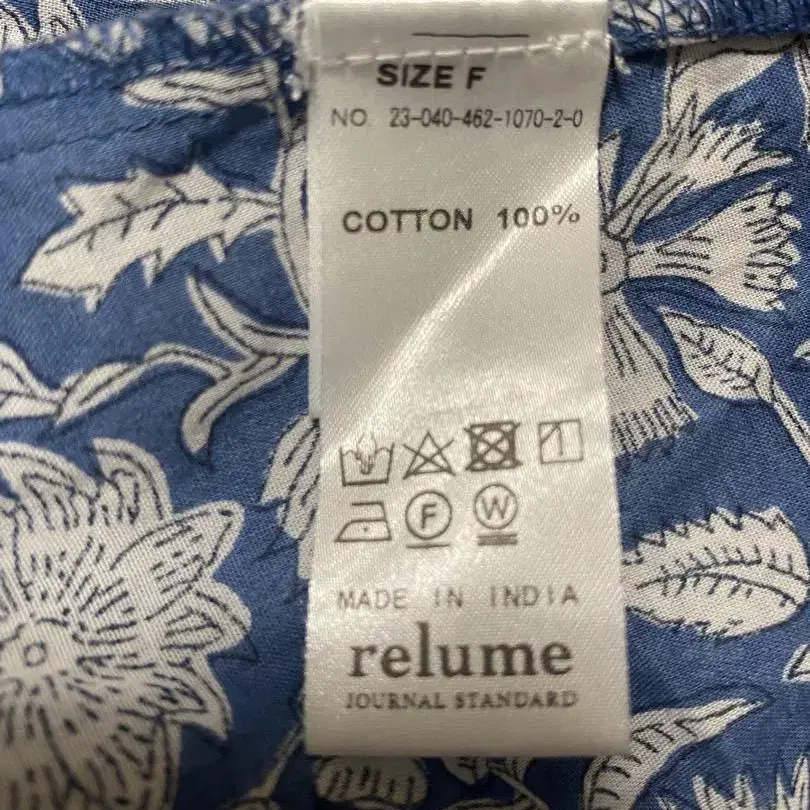 SIZE F
NO. 23-040-462-1070-2-0
COTTON 100%
F W
MADE IN INDIA
relume
JOURNAL STANDARD